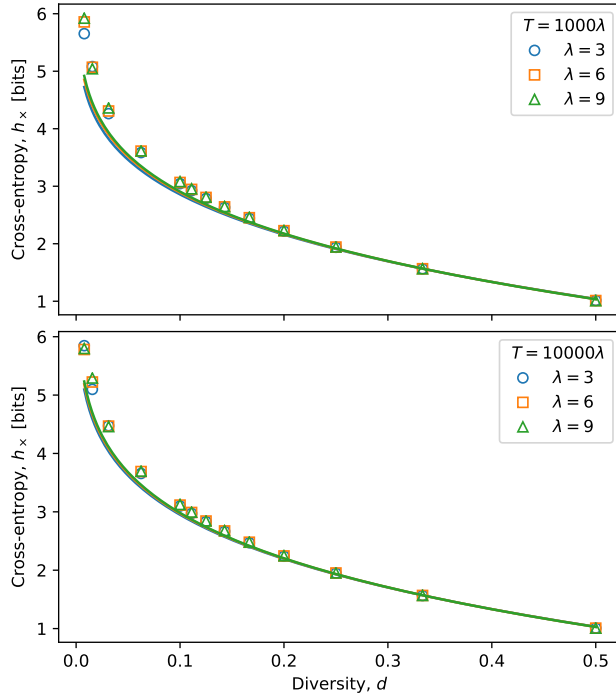 6
5
4
3
2
1
Cross-entropy, h× [bits]
T = 1000λ
λ = 3
λ = 6
λ = 9
6
5
4
3
2
1
Cross-entropy, h× [bits]
T = 10000λ
λ = 3
λ = 6
λ = 9
0.0 0.1 0.2 0.3 0.4 0.5
Diversity, d